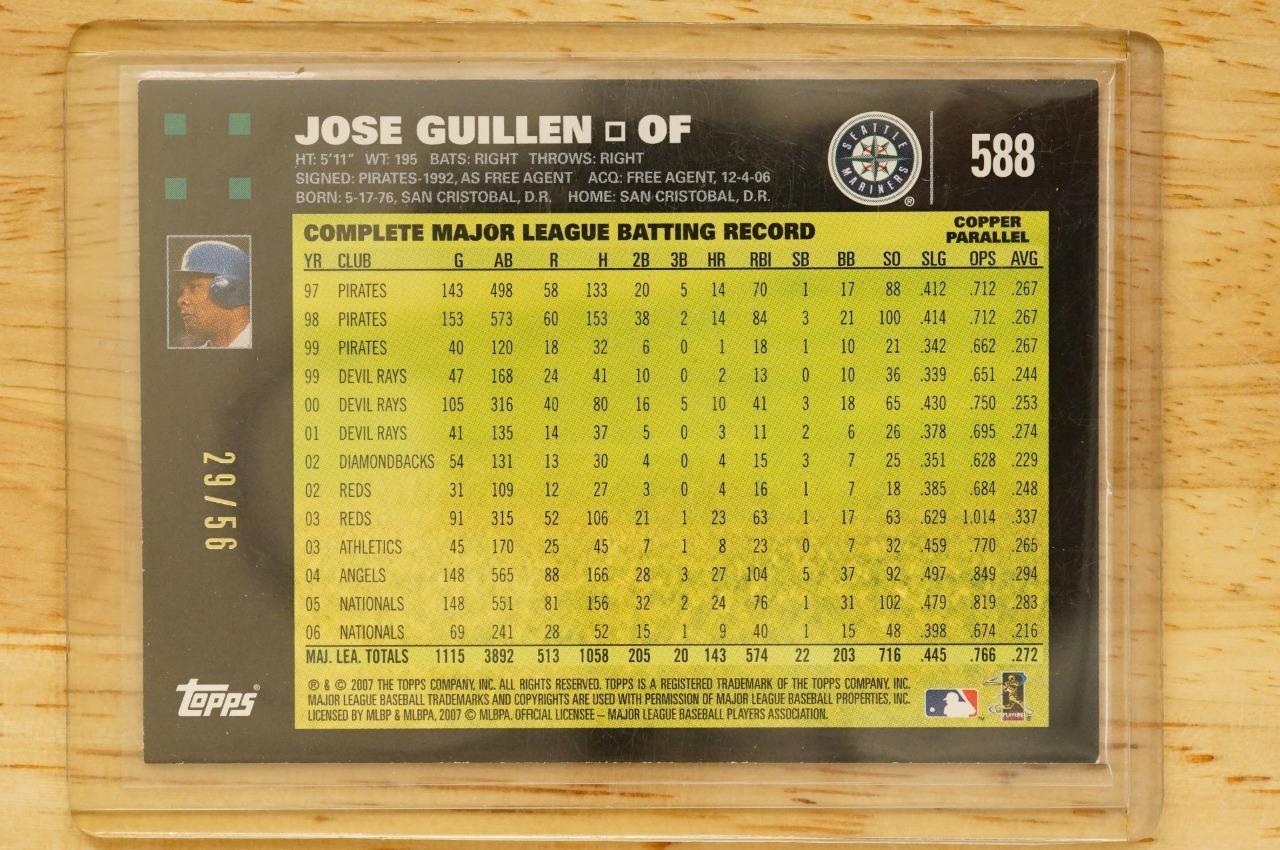 JOSE GUILLEN □ OF
HT: 5'11" WT: 195 BATS: RIGHT THROWS: RIGHT
SIGNED: PIRATES-1992, AS FREE AGENT ACQ: FREE AGENT, 12-4-06
BORN: 5-17-76, SAN CRISTOBAL, D.R. HOME: SAN CRISTOBAL, D.R.
SEATTLE MARINERS ®
588
COMPLETE MAJOR LEAGUE BATTING RECORD
COPPER
PARALLEL
YR CLUB G AB R H 2B 3B HR RBI SB BB SO SLG OPS AVG
97 PIRATES 143 498 58 133 20 5 14 70 1 17 88 .412 .712 .267
98 PIRATES 153 573 60 153 38 2 14 84 3 21 100 .414 .712 .267
99 PIRATES 40 120 18 32 6 0 1 18 1 10 21 .342 .662 .267
99 DEVIL RAYS 47 168 24 41 10 0 2 13 0 10 36 .339 .651 .244
00 DEVIL RAYS 105 316 40 80 16 5 10 41 3 18 65 .430 .750 .253
01 DEVIL RAYS 41 135 14 37 5 0 3 11 2 6 26 .378 .695 .274
02 DIAMONDBACKS 54 131 13 30 4 0 4 15 3 7 25 .351 .628 .229
02 REDS 31 109 12 27 3 0 4 16 1 7 18 .385 .684 .248
03 REDS 91 315 52 106 21 1 23 63 1 17 63 .629 1.014 .337
03 ATHLETICS 45 170 25 45 7 1 8 23 0 7 32 .459 .770 .265
04 ANGELS 148 565 88 166 28 3 27 104 5 37 92 .497 .849 .294
05 NATIONALS 148 551 81 156 32 2 24 76 1 31 102 .479 .819 .283
06 NATIONALS 69 241 28 52 15 1 9 40 1 15 48 .398 .674 .216
MAJ. LEA. TOTALS 1115 3892 513 1058 205 20 143 574 22 203 716 .445 .766 .272
29/56
topps®
® & © 2007 THE TOPPS COMPANY, INC. ALL RIGHTS RESERVED. TOPPS IS A REGISTERED TRADEMARK OF THE TOPPS COMPANY, INC.
MAJOR LEAGUE BASEBALL TRADEMARKS AND COPYRIGHTS ARE USED WITH PERMISSION OF MAJOR LEAGUE BASEBALL PROPERTIES, INC.
LICENSED BY MLBP & MLBPA, 2007 © MLBPA. OFFICIAL LICENSEE – MAJOR LEAGUE BASEBALL PLAYERS ASSOCIATION.
™
PLAYERS